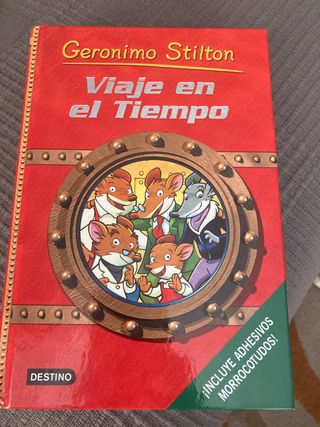 Geronimo Stilton
Viaje en
el Tiempo
¡INCLUYE ADHESIVOS
MORROCOTUDOS!
DESTINO